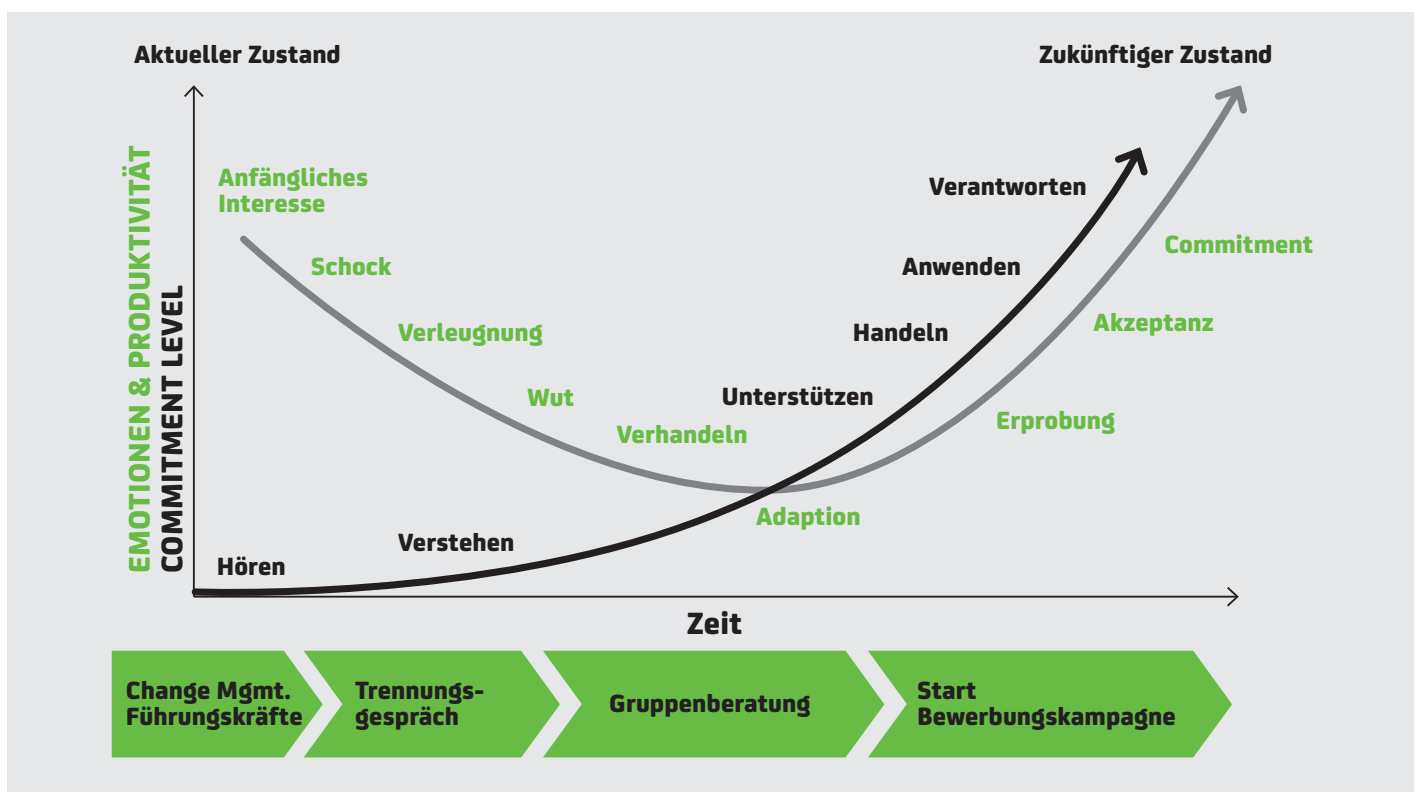 Aktueller Zustand
Zukünftiger Zustand
EMOTIONEN & PRODUKTIVITÄT
COMMITMENT LEVEL
Anfängliches
Interesse
Schock
Verleugnung
Wut
Verhandeln
Adaption
Erprobung
Akzeptanz
Commitment
Hören
Verstehen
Unterstützen
Handeln
Anwenden
Verantworten
Zeit
Change Mgmt.
Führungskräfte
Trennungs-
gespräch
Gruppenberatung
Start
Bewerbungskampagne